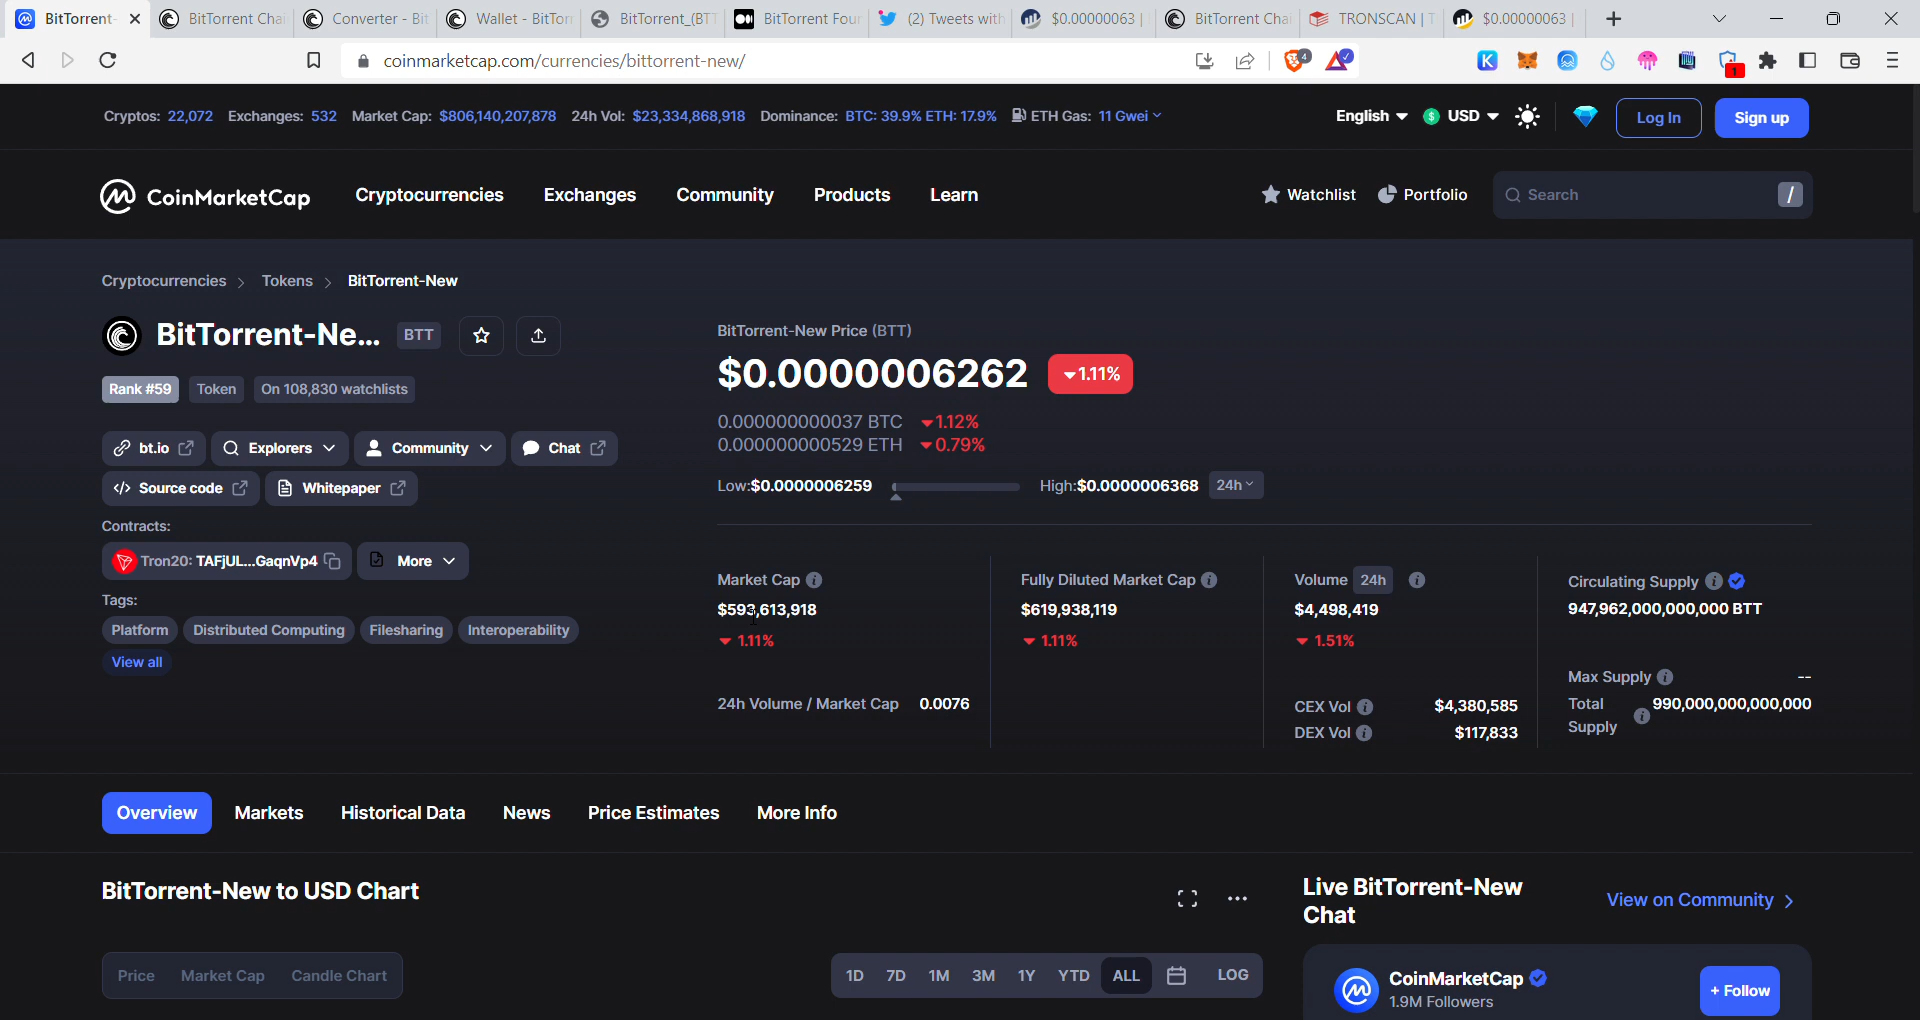 BitTorrent-
BitTorrent Chai
Converter - Bit
Wallet - BitTorr
BitTorrent_(BTT
BitTorrent Foun
(2) Tweets with
$0.00000063 |
BitTorrent Chai
TRONSCAN | T
$0.00000063 |
coinmarketcap.com/currencies/bittorrent-new/
4
1
Cryptos: 22,072 Exchanges: 532 Market Cap: $806,140,207,878 24h Vol: $23,334,868,918 Dominance: BTC: 39.9% ETH: 17.9% ETH Gas: 11 Gwei
English
USD
Log In
Sign up
CoinMarketCap
Cryptocurrencies
Exchanges
Community
Products
Learn
Watchlist
Portfolio
Search
/
Cryptocurrencies > Tokens > BitTorrent-New
BitTorrent-Ne... BTT
Rank #59
Token
On 108,830 watchlists
bt.io
Explorers
Community
Chat
Source code
Whitepaper
Contracts:
Tron20: TAFjUL...GaqnVp4
More
Tags:
Platform
Distributed Computing
Filesharing
Interoperability
View all
BitTorrent-New Price (BTT)
$0.0000006262 1.11%
0.000000000037 BTC 1.12%
0.000000000529 ETH 0.79%
Low:$0.0000006259 High:$0.0000006368 24h
Market Cap
$593,613,918
1.11%
24h Volume / Market Cap 0.0076
Fully Diluted Market Cap
$619,938,119
1.11%
Volume 24h
$4,498,419
1.51%
CEX Vol $4,380,585
DEX Vol $117,833
Circulating Supply
947,962,000,000,000 BTT
Max Supply --
Total Supply 990,000,000,000,000
Overview
Markets
Historical Data
News
Price Estimates
More Info
BitTorrent-New to USD Chart
Price
Market Cap
Candle Chart
1D
7D
1M
3M
1Y
YTD
ALL
LOG
Live BitTorrent-New
Chat
View on Community >
CoinMarketCap
1.9M Followers
+ Follow